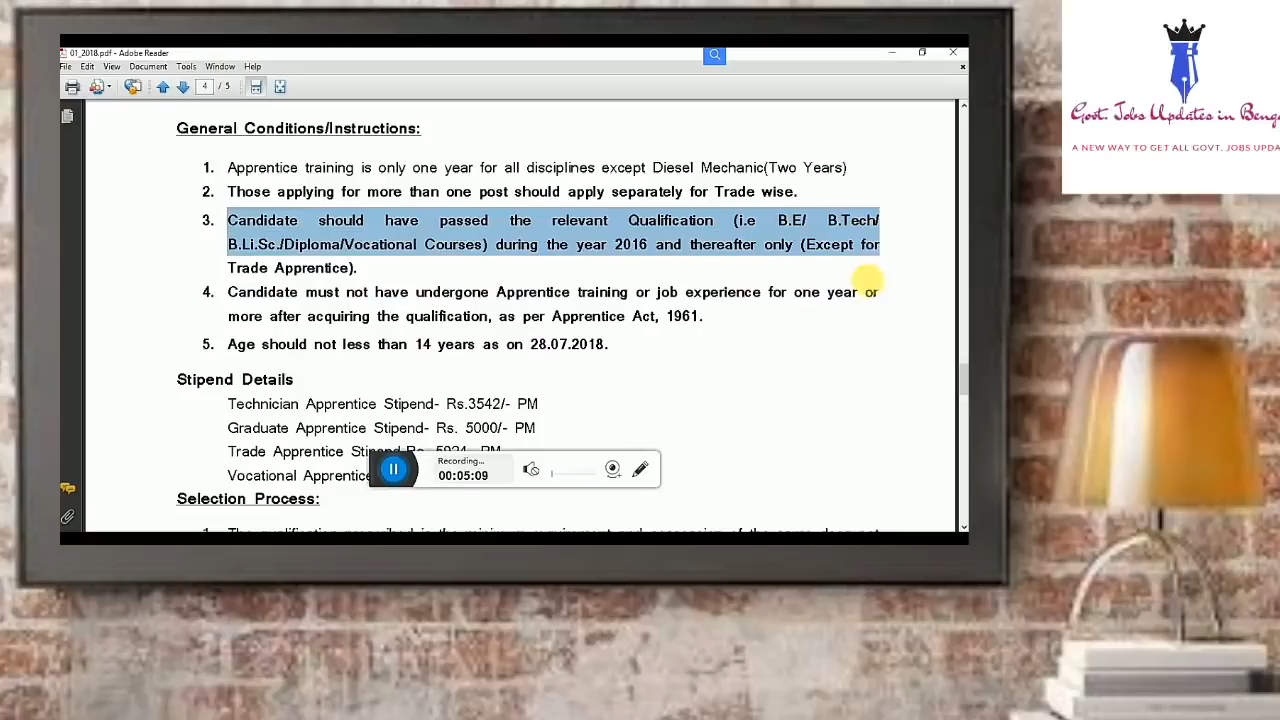 01_2018.pdf - Adobe Reader
File Edit View Document Tools Window Help
4 / 5
General Conditions/Instructions:
1. Apprentice training is only one year for all disciplines except Diesel Mechanic(Two Years)
2. Those applying for more than one post should apply separately for Trade wise.
3. Candidate should have passed the relevant Qualification (i.e B.E/ B.Tech/
B.Li.Sc./Diploma/Vocational Courses) during the year 2016 and thereafter only (Except for
Trade Apprentice).
4. Candidate must not have undergone Apprentice training or job experience for one year or
more after acquiring the qualification, as per Apprentice Act, 1961.
5. Age should not less than 14 years as on 28.07.2018.
Stipend Details
Technician Apprentice Stipend- Rs.3542/- PM
Graduate Apprentice Stipend- Rs. 5000/- PM
Trade Apprentice PM
Vocational Apprentice
Recording...
00:05:09
Selection Process:
Govt. Jobs Updates in
A NEW WAY TO GET ALL GOVT. JOBS